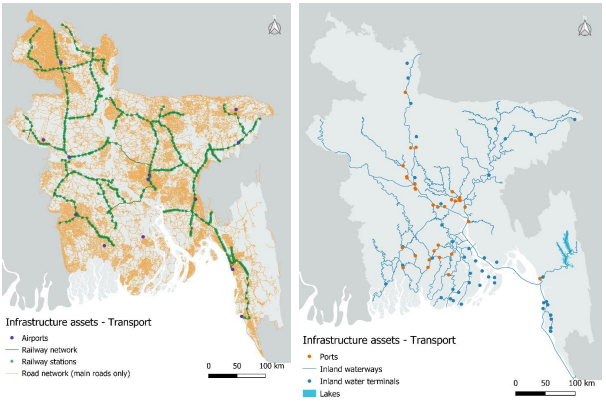 Infrastructure assets - Transport
Airports
Railway network
Railway stations
Road network (main roads only)
0 50 100 km
Infrastructure assets - Transport
Ports
Inland waterways
Inland water terminals
Lakes
0 50 100 km